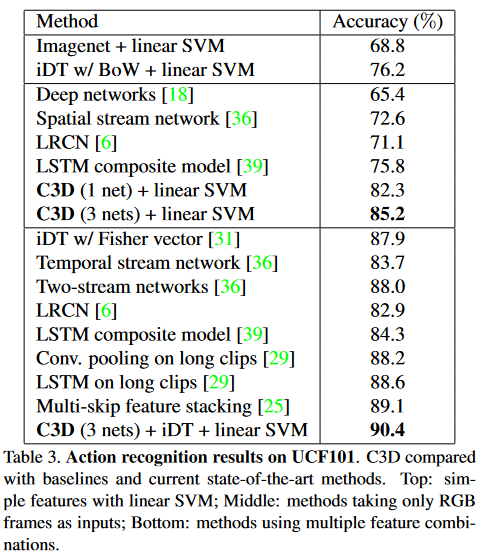 Method Accuracy (%)
Imagenet + linear SVM 68.8
iDT w/ BoW + linear SVM 76.2
Deep networks [18] 65.4
Spatial stream network [36] 72.6
LRCN [6] 71.1
LSTM composite model [39] 75.8
C3D (1 net) + linear SVM 82.3
C3D (3 nets) + linear SVM 85.2
iDT w/ Fisher vector [31] 87.9
Temporal stream network [36] 83.7
Two-stream networks [36] 88.0
LRCN [6] 82.9
LSTM composite model [39] 84.3
Conv. pooling on long clips [29] 88.2
LSTM on long clips [29] 88.6
Multi-skip feature stacking [25] 89.1
C3D (3 nets) + iDT + linear SVM 90.4
Table 3. Action recognition results on UCF101. C3D compared
with baselines and current state-of-the-art methods. Top: sim-
ple features with linear SVM; Middle: methods taking only RGB
frames as inputs; Bottom: methods using multiple feature combi-
nations.